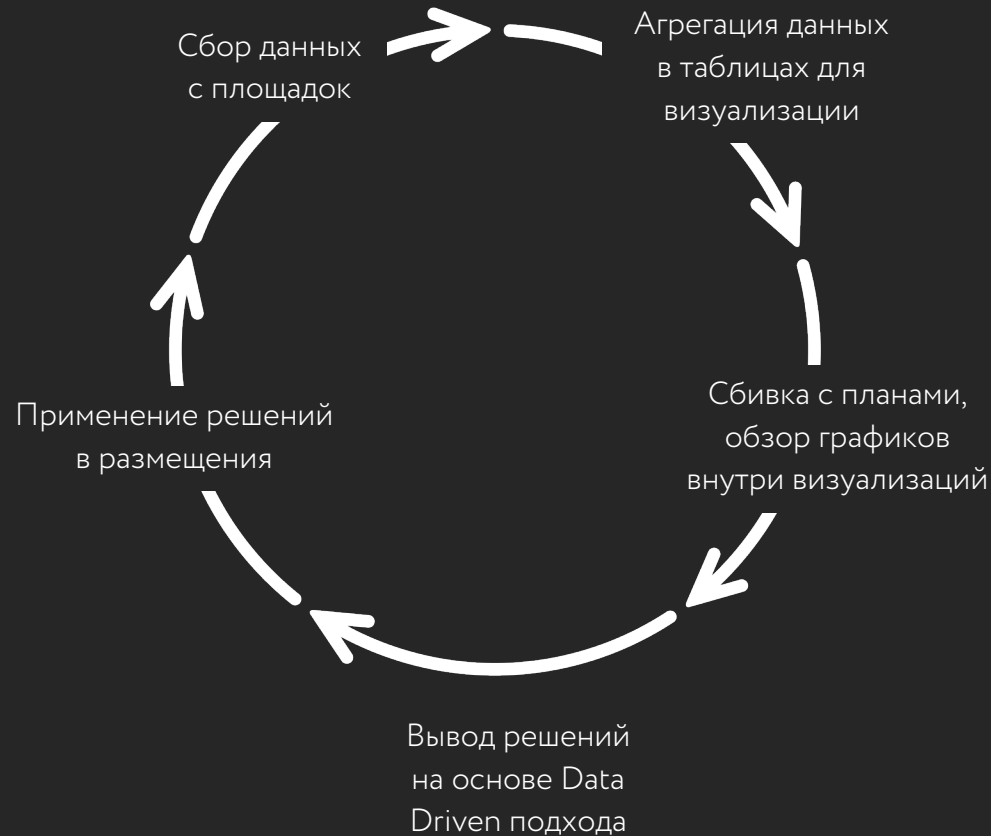 Сбор данных
с площадок
Агрегация данных
в таблицах для
визуализации
Сбивка с планами,
обзор графиков
внутри визуализаций
Вывод решений
на основе Data
Driven подхода
Применение решений
в размещения